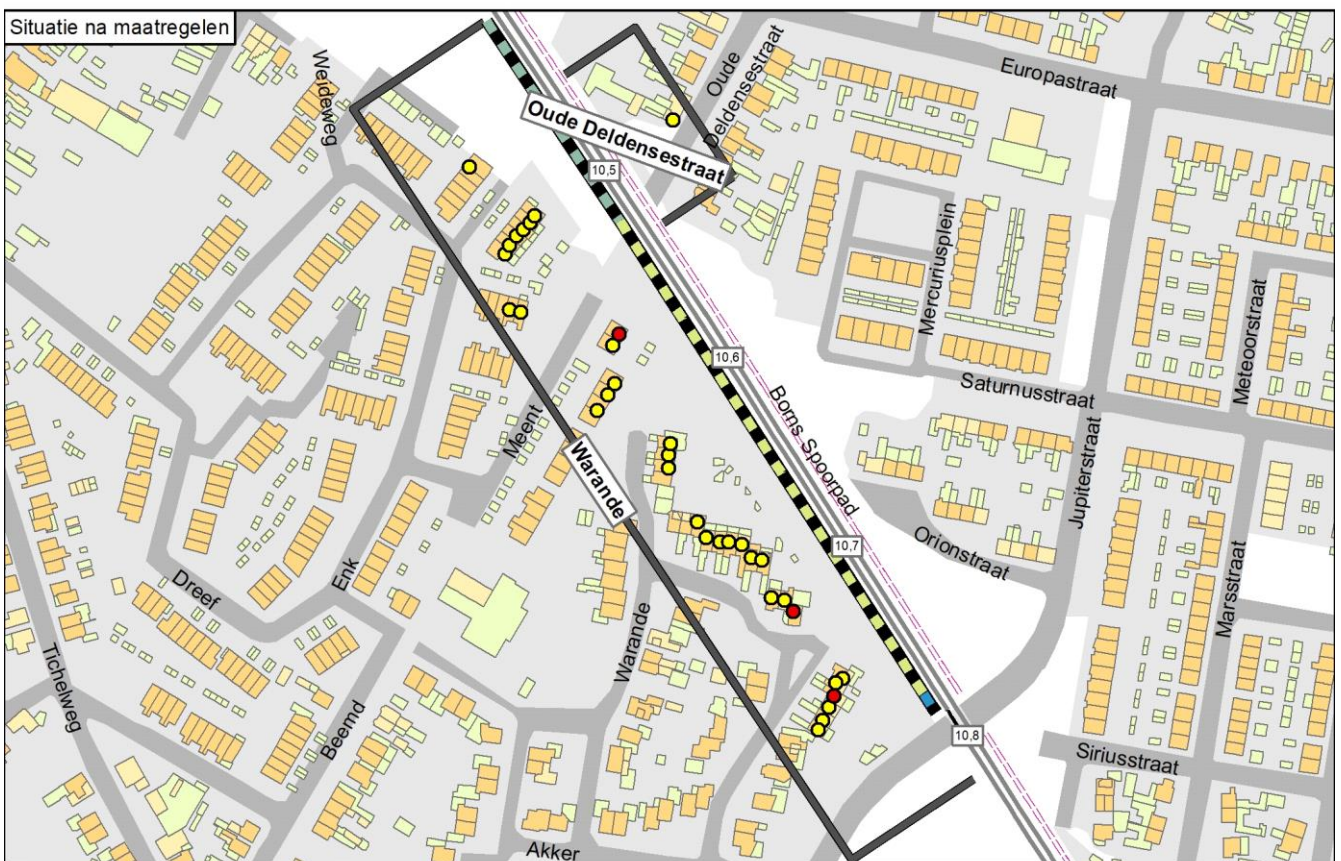 Situatie na maatregelen
Weideweg
Oude
Deldensestraat
Europastraat
Oude Deldensestraat
10,5
Mercuriusplein
Meteoorstraat
10,6
Saturnusstraat
Borns Spoorpad
Meent
Jupiterstraat
Warande
10,7
Orionstraat
Marsstraat
Dreef
Enk
Warande
Tichelweg
Beemd
10,8
Siriusstraat
Akker